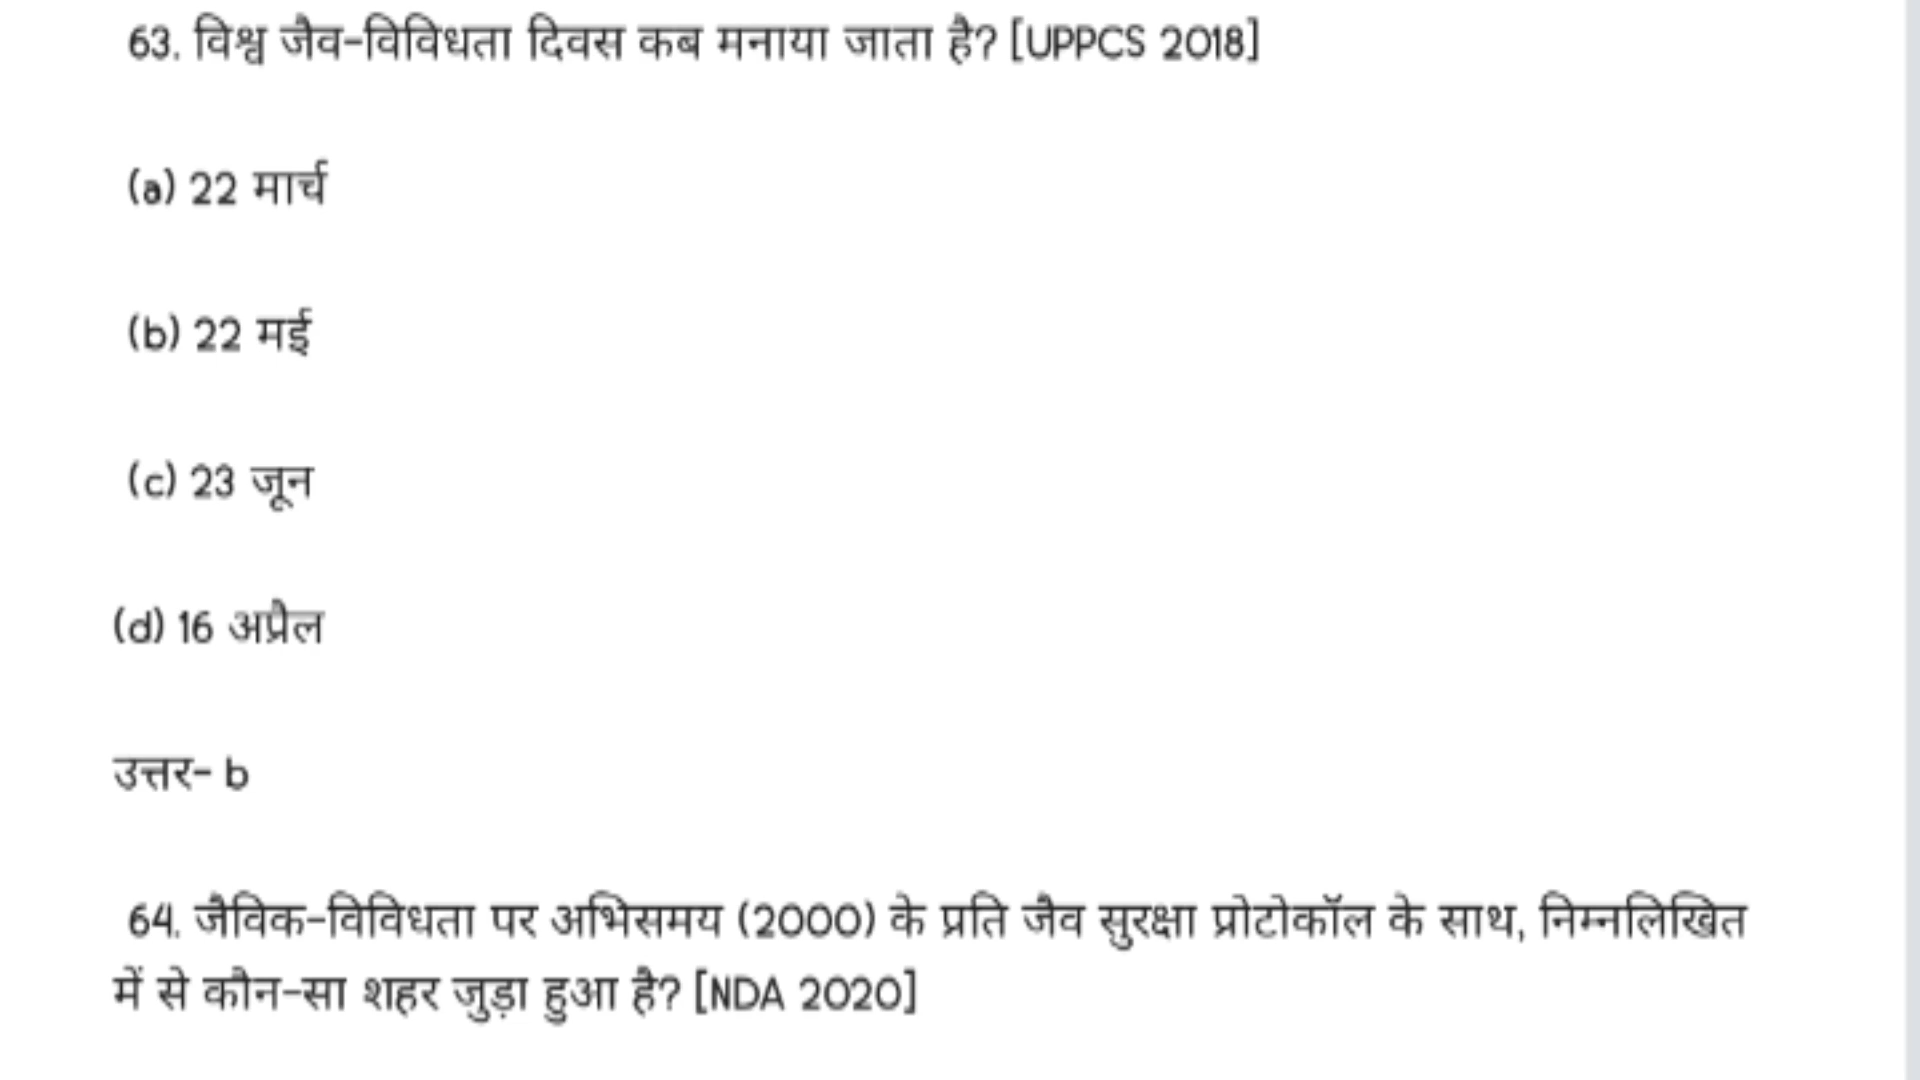 63. विश्व जैव-विविधता दिवस कब मनाया जाता है? [UPPCS 2018]
(a) 22 मार्च
(b) 22 मई
(c) 23 जून
(d) 16 अप्रैल
उत्तर- b
64. जैविक-विविधता पर अभिसमय (2000) के प्रति जैव सुरक्षा प्रोटोकॉल के साथ, निम्नलिखित
में से कौन-सा शहर जुड़ा हुआ है? [NDA 2020]